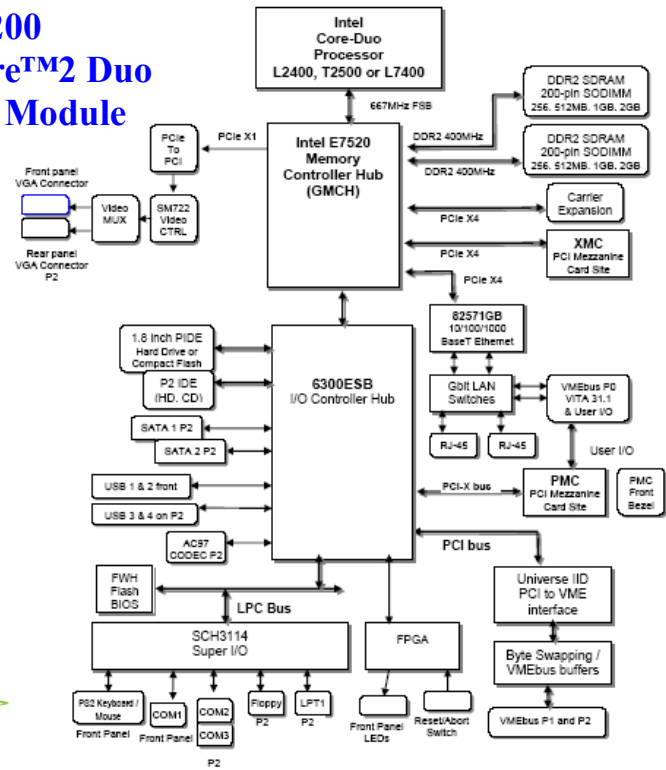 200
re™2 Duo
Module
Intel
Core-Duo
Processor
L2400, T2500 or L7400
667MHz FSB
Intel E7520
Memory
Controller Hub
(GMCH)
DDR2 400MHz
DDR2 SDRAM
200-pin SODIMM
256. 512MB. 1GB. 2GB
DDR2 400MHz
DDR2 SDRAM
200-pin SODIMM
256. 512MB. 1GB. 2GB
PCIe X1
PCIe
To
PCI
Front panel
VGA Connector
Video
MUX
SM722
Video
CTRL
Rear panel
VGA Connector
P2
PCIe X4
Carrier
Expansion
PCIe X4
XMC
PCI Mezzanine
Card Site
PCIe X4
82571GB
10/100/1000
BaseT Ethernet
Gbit LAN
Switches
VMEbus P0
VITA 31.1
& User I/O
RJ-45
RJ-45
User I/O
1.8 Inch PIDE
Hard Drive or
Compact Flash
P2 IDE
(HD, CD)
SATA 1 P2
SATA 2 P2
USB 1 & 2 front
USB 3 & 4 on P2
AC97
CODEC P2
6300ESB
I/O Controller Hub
PCI-X bus
PMC
PCI Mezzanine
Card Site
PMC
Front
Bezel
PCI bus
Universe IID
PCI to VME
interface
Byte Swapping /
VMEbus buffers
VMEbus P1 and P2
FWH
Flash
BIOS
LPC Bus
SCH3114
Super I/O
FPGA
PS2 Keyboard /
Mouse
Front Panel
COM1
Front Panel
COM2
COM3
P2
Floppy
P2
LPT1
P2
Front Panel
LEDs
Reset/Abort
Switch